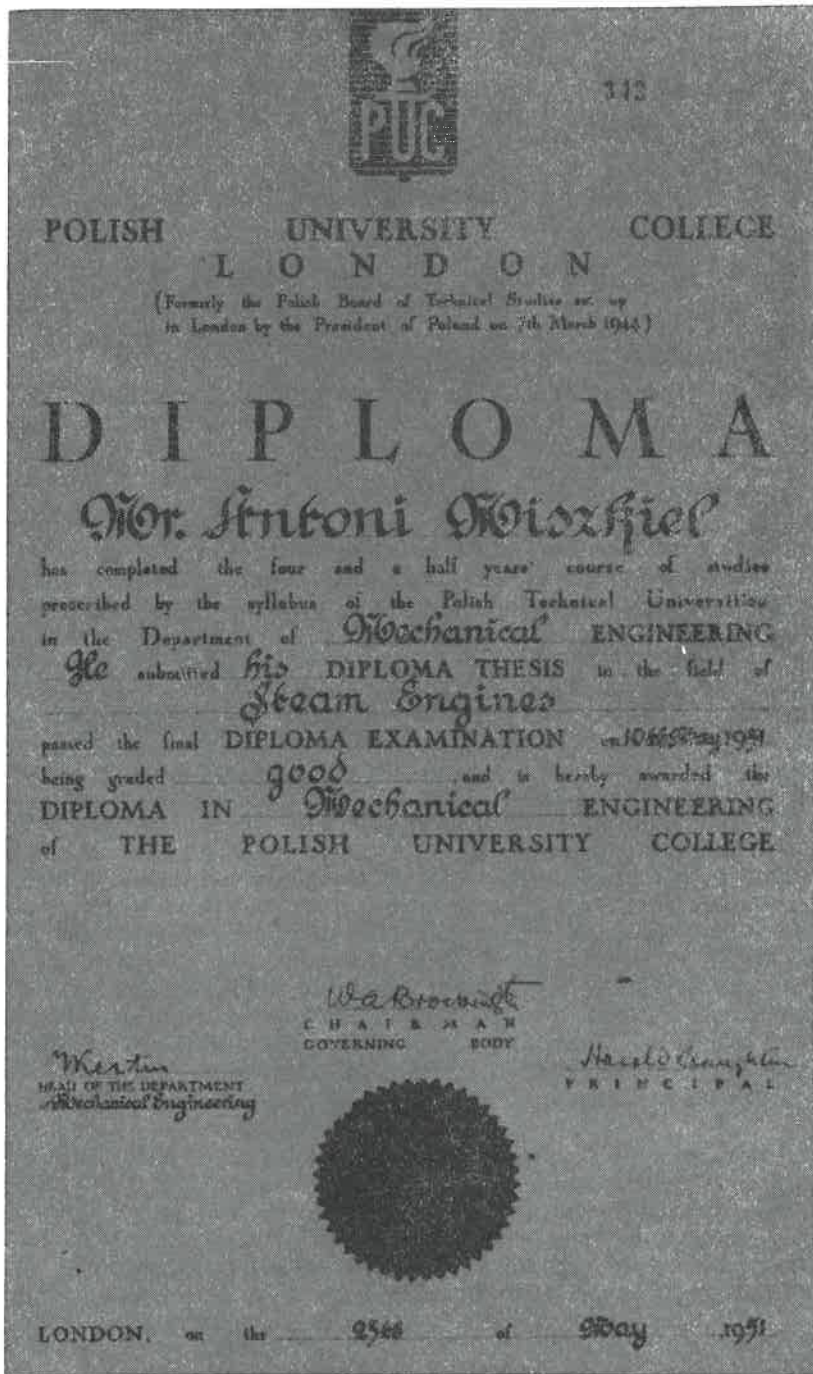 PUC
POLISH UNIVERSITY COLLEGE
LONDON
(Formerly the Polish Board of Technical Studies set up
in London by the President of Poland on 7th March 1944)
DIPLOMA
Mr. Antoni Miszkiel
has completed the four and a half years' course of studies
prescribed by the syllabus of the Polish Technical Universities
in the Department of Mechanical ENGINEERING
He submitted his DIPLOMA THESIS in the field of
Steam Engines
passed the final DIPLOMA EXAMINATION on 10th May 1951
being graded good and is hereby awarded the
DIPLOMA IN Mechanical ENGINEERING
of THE POLISH UNIVERSITY COLLEGE
CHAIRMAN
GOVERNING BODY
HEAD OF THE DEPARTMENT
Mechanical Engineering
PRINCIPAL
LONDON, on the 25th of May 1951